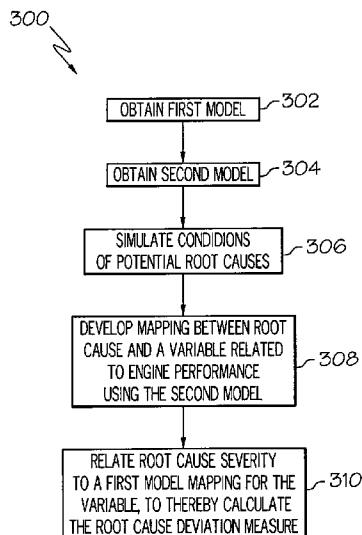 300
OBTAIN FIRST MODEL
302
OBTAIN SECOND MODEL
304
SIMULATE CONDITIONS
OF POTENTIAL ROOT CAUSES
306
DEVELOP MAPPING BETWEEN ROOT
CAUSE AND A VARIABLE RELATED
TO ENGINE PERFORMANCE
USING THE SECOND MODEL
308
RELATE ROOT CAUSE SEVERITY
TO A FIRST MODEL MAPPING FOR THE
VARIABLE, TO THEREBY CALCULATE
THE ROOT CAUSE DEVIATION MEASURE
310